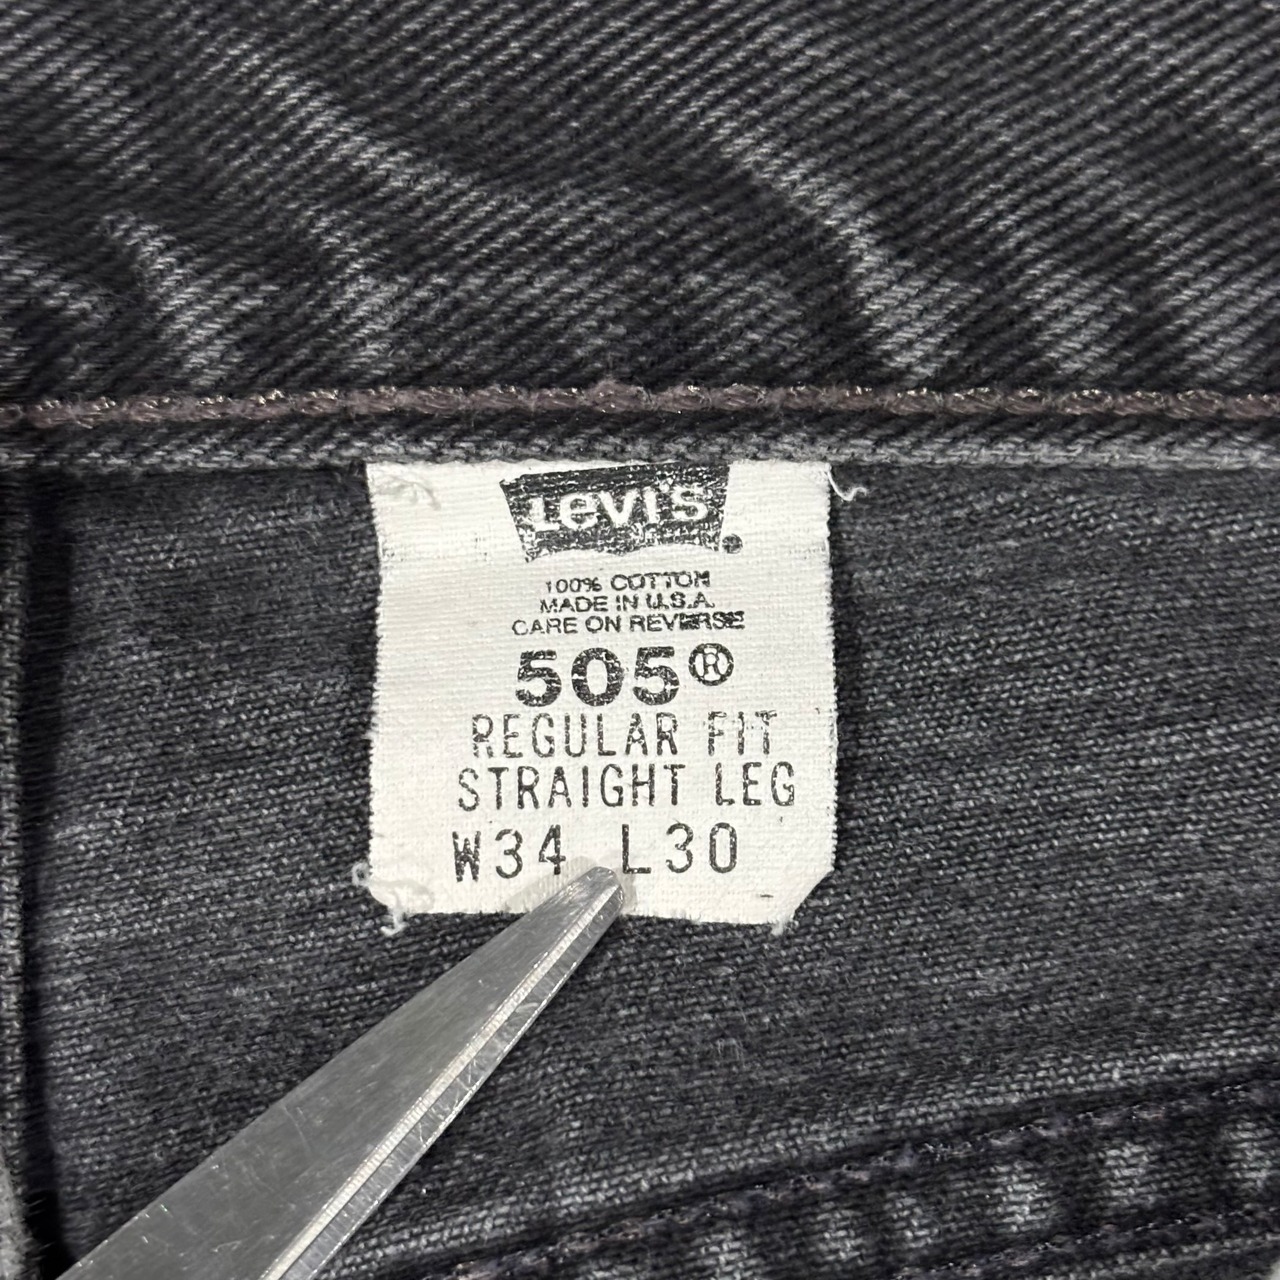 Levi's
100% COTTON
MADE IN U.S.A.
CARE ON REVERSE
505®
REGULAR FIT
STRAIGHT LEG
W34 L30